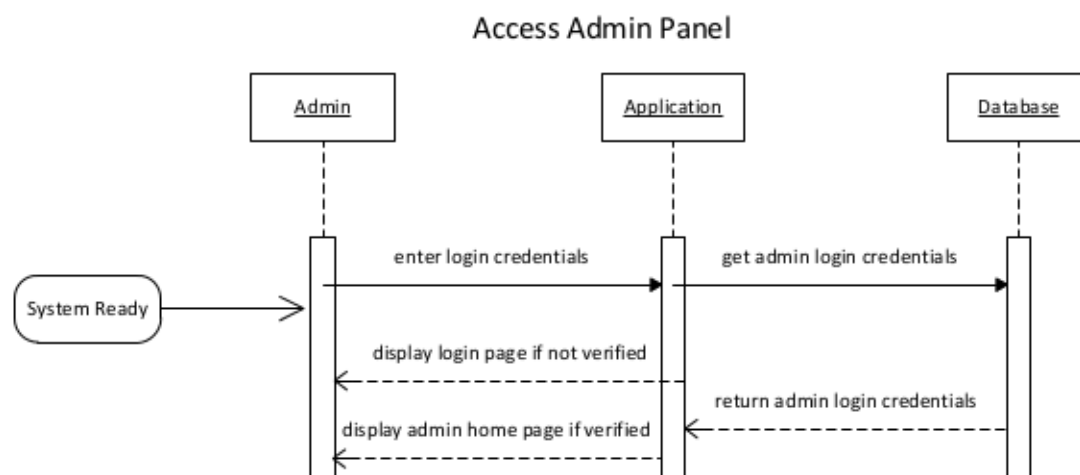 Access Admin Panel
Admin
Application
Database
enter login credentials
get admin login credentials
System Ready
display login page if not verified
return admin login credentials
display admin home page if verified